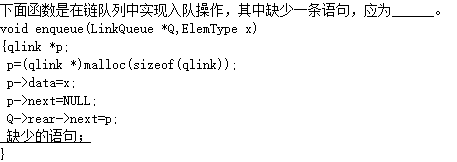 下面函数是在链队列中实现入队操作，其中缺少一条语句，应为______。
void enqueue(LinkQueue *Q,ElemType x)
{qlink *p;
p=(qlink *)malloc(sizeof(qlink));
p->data=x;
p->next=NULL;
Q->rear->next=p;
缺少的语句;
}